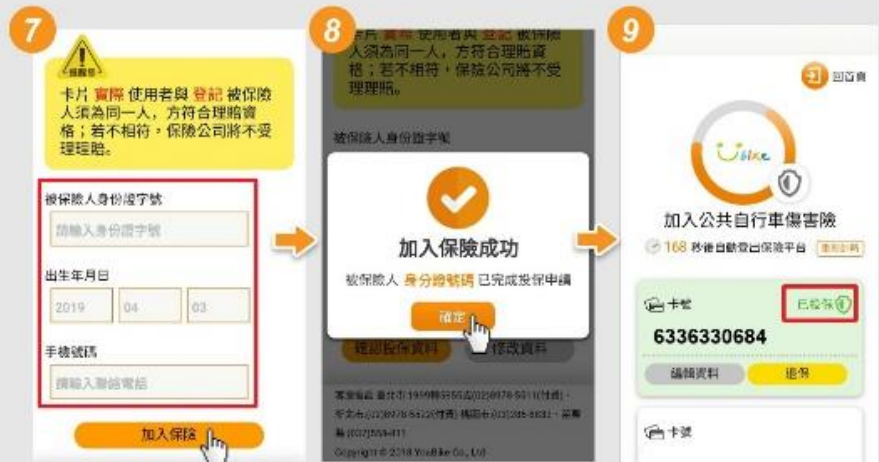 7
提醒您
卡片 實際 使用者與 登記 被保險
人須為同一人，方符合理賠資
格；若不相符，保險公司將不受
理理賠。
被保險人身份證字號
請輸入身份證字號
出生年月日
2019
04
03
手機號碼
請輸入聯絡電話
加入保險
8
卡片 實際 使用者與 登記 被保險
人須為同一人，方符合理賠資
格；若不相符，保險公司將不受
理理賠。
被保險人身份證字號
加入保險成功
被保險人 身分證號碼 已完成投保申請
確定
確認投保資料
修改資料
Copyright © 2018 YouBike Co., Ltd
9
回首頁
Ubike
加入公共自行車傷害險
168 秒後自動登出保險平台
重新計時
卡號
已投保
6336330684
編輯資料
退保
卡號